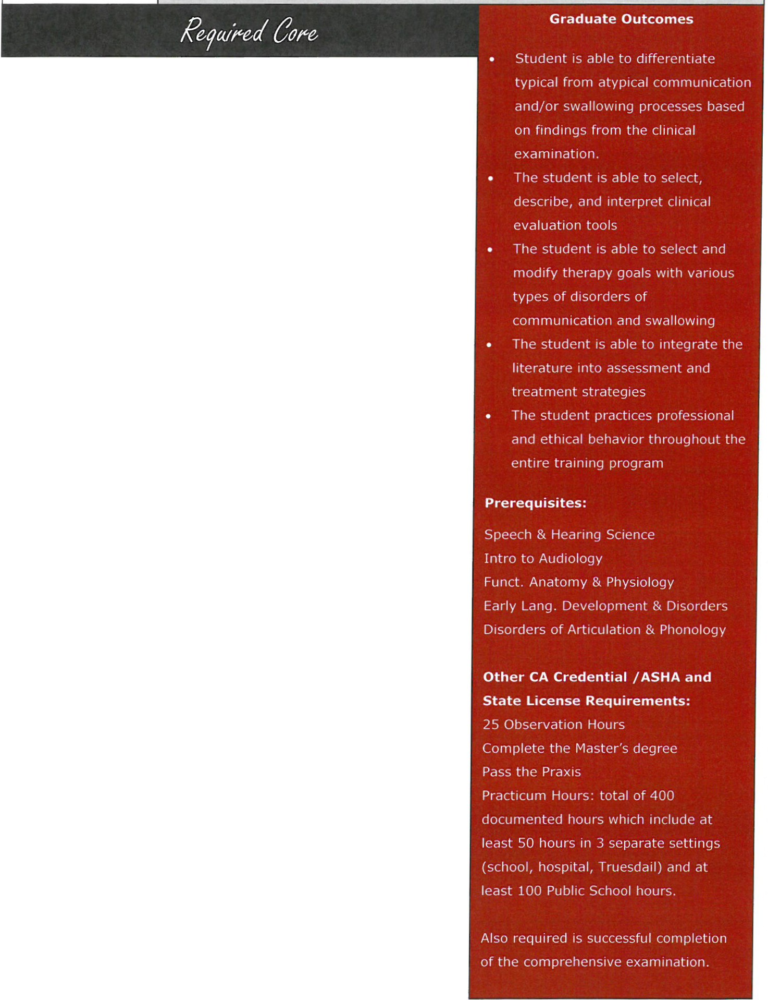 Required Core
Graduate Outcomes
• Student is able to differentiate
typical from atypical communication
and/or swallowing processes based
on findings from the clinical
examination.
• The student is able to select,
describe, and interpret clinical
evaluation tools
• The student is able to select and
modify therapy goals with various
types of disorders of
communication and swallowing
• The student is able to integrate the
literature into assessment and
treatment strategies
• The student practices professional
and ethical behavior throughout the
entire training program
Prerequisites:
Speech & Hearing Science
Intro to Audiology
Funct. Anatomy & Physiology
Early Lang. Development & Disorders
Disorders of Articulation & Phonology
Other CA Credential /ASHA and
State License Requirements:
25 Observation Hours
Complete the Master’s degree
Pass the Praxis
Practicum Hours: total of 400
documented hours which include at
least 50 hours in 3 separate settings
(school, hospital, Truesdail) and at
least 100 Public School hours.
Also required is successful completion
of the comprehensive examination.